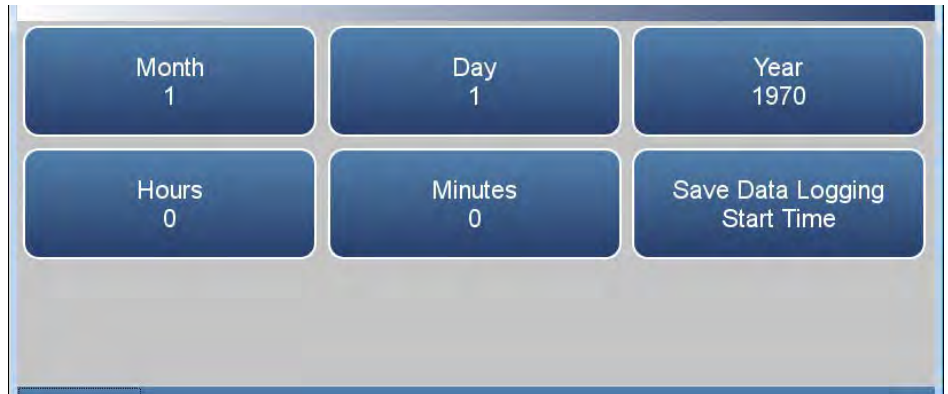 Month
1
Day
1
Year
1970
Hours
0
Minutes
0
Save Data Logging
Start Time